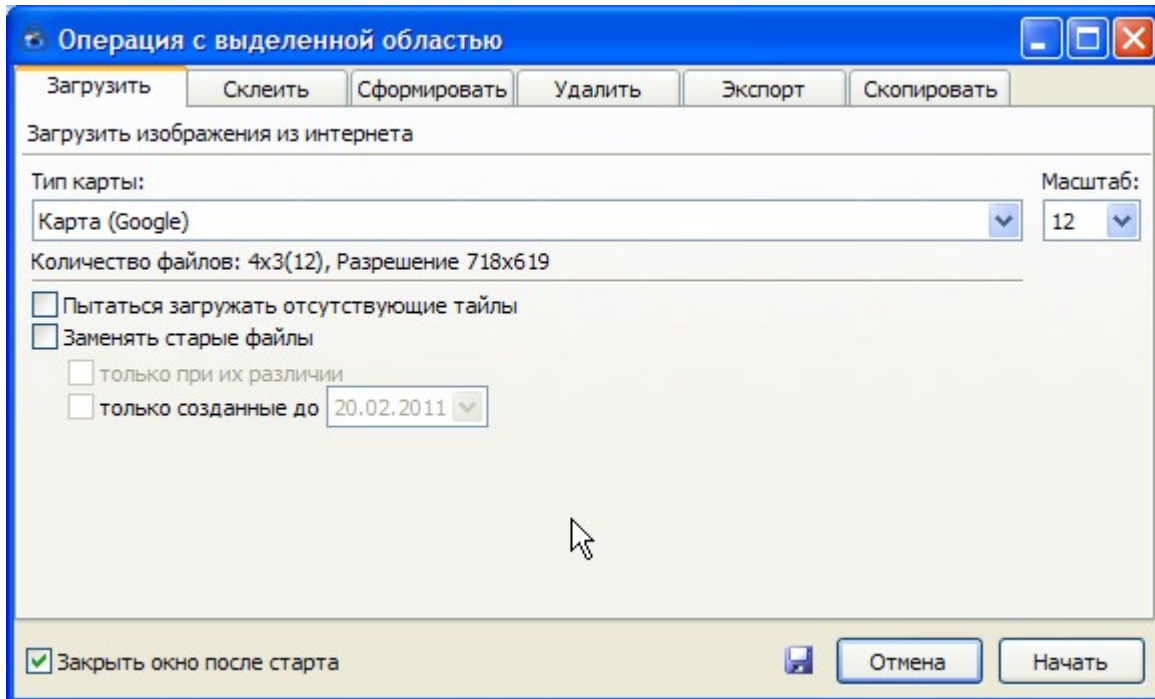 Операция с выделенной областью
Загрузить Склеить Сформировать Удалить Экспорт Скопировать
Загрузить изображения из интернета
Тип карты: Масштаб:
Карта (Google) 12
Количество файлов: 4x3(12), Разрешение 718x619
Пытаться загружать отсутствующие тайлы
Заменять старые файлы
только при их различии
только созданные до 20.02.2011
Закрыть окно после старта Отмена Начать